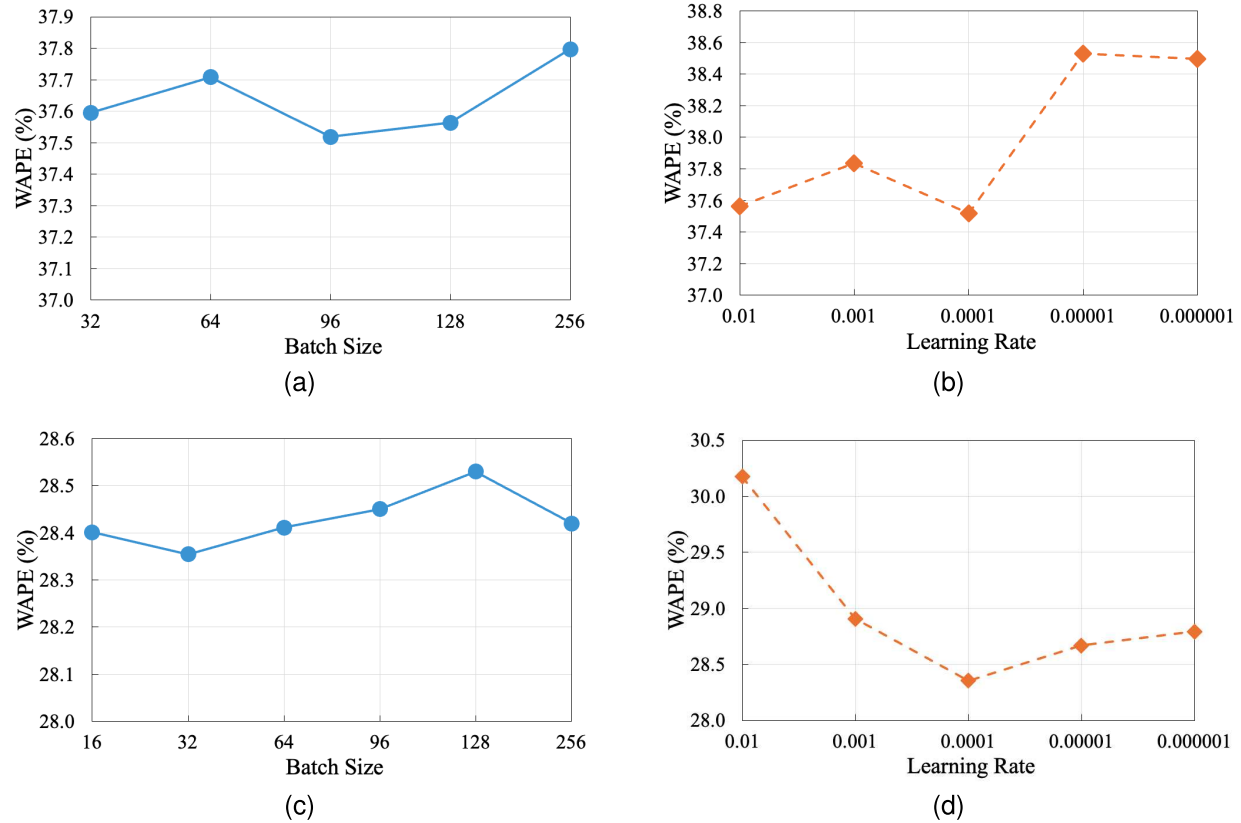 37.9
37.8
37.7
37.6
37.5
37.4
37.3
37.2
37.1
37.0
WAPE (%)
32 64 96 128 256
Batch Size
(a)
38.8
38.6
38.4
38.2
38.0
37.8
37.6
37.4
37.2
37.0
WAPE (%)
0.01 0.001 0.0001 0.00001 0.000001
Learning Rate
(b)
28.6
28.5
28.4
28.3
28.2
28.1
28.0
WAPE (%)
16 32 64 96 128 256
Batch Size
(c)
30.5
30.0
29.5
29.0
28.5
28.0
WAPE (%)
0.01 0.001 0.0001 0.00001 0.000001
Learning Rate
(d)